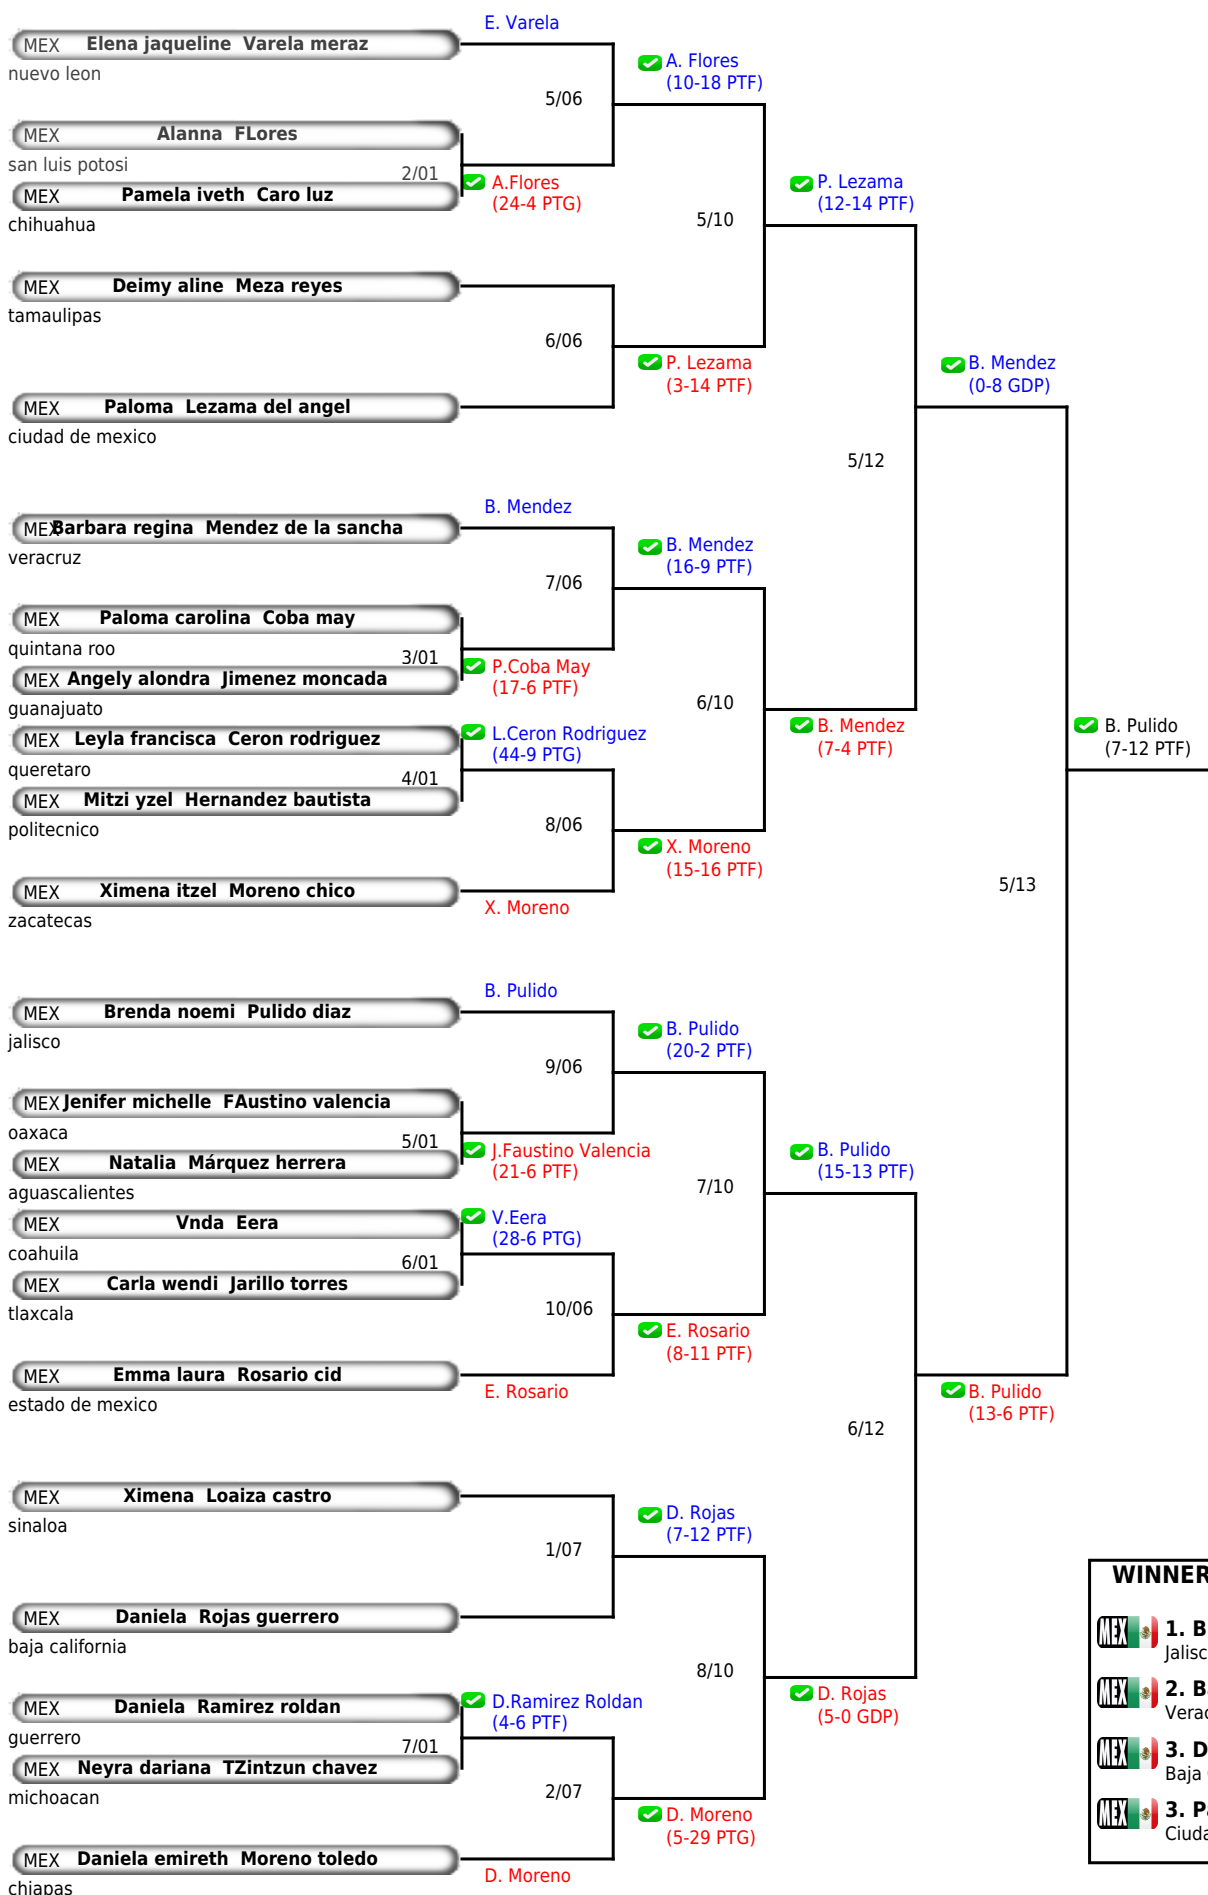 E. Varela
MEX Elena jaqueline Varela meraz
nuevo leon
A. Flores
(10-18 PTF)
5/06
MEX Alanna FLores
san luis potosi
2/01
A.Flores
(24-4 PTG)
MEX Pamela iveth Caro luz
chihuahua
P. Lezama
(12-14 PTF)
5/10
MEX Deimy aline Meza reyes
tamaulipas
6/06
P. Lezama
(3-14 PTF)
B. Mendez
(0-8 GDP)
MEX Paloma Lezama del angel
ciudad de mexico
5/12
B. Mendez
MEX Barbara regina Mendez de la sancha
veracruz
B. Mendez
(16-9 PTF)
7/06
MEX Paloma carolina Coba may
quintana roo
3/01
P.Coba May
(17-6 PTF)
MEX Angely alondra Jimenez moncada
guanajuato
6/10
B. Mendez
(7-4 PTF)
B. Pulido
(7-12 PTF)
MEX Leyla francisca Ceron rodriguez
L.Ceron Rodriguez
(44-9 PTG)
queretaro
4/01
MEX Mitzi yzel Hernandez bautista
politecnico
8/06
X. Moreno
(15-16 PTF)
5/13
MEX Ximena itzel Moreno chico
X. Moreno
zacatecas
B. Pulido
MEX Brenda noemi Pulido diaz
jalisco
B. Pulido
(20-2 PTF)
9/06
MEX Jenifer michelle FAustino valencia
oaxaca
5/01
J.Faustino Valencia
(21-6 PTF)
MEX Natalia Márquez herrera
aguascalientes
B. Pulido
(15-13 PTF)
7/10
MEX Vnda Eera
V.Eera
(28-6 PTG)
coahuila
6/01
MEX Carla wendi Jarillo torres
tlaxcala
10/06
E. Rosario
(8-11 PTF)
MEX Emma laura Rosario cid
E. Rosario
estado de mexico
B. Pulido
(13-6 PTF)
6/12
MEX Ximena Loaiza castro
sinaloa
D. Rojas
(7-12 PTF)
1/07
MEX Daniela Rojas guerrero
baja california
8/10
D. Rojas
(5-0 GDP)
MEX Daniela Ramirez roldan
D.Ramirez Roldan
(4-6 PTF)
guerrero
7/01
MEX Neyra dariana TZintzun chavez
michoacan
2/07
D. Moreno
(5-29 PTG)
MEX Daniela emireth Moreno toledo
D. Moreno
chiapas
WINNER
MEX 1. B
Jalisc
MEX 2. Ba
Verac
MEX 3. D
Baja
MEX 3. Pa
Ciuda